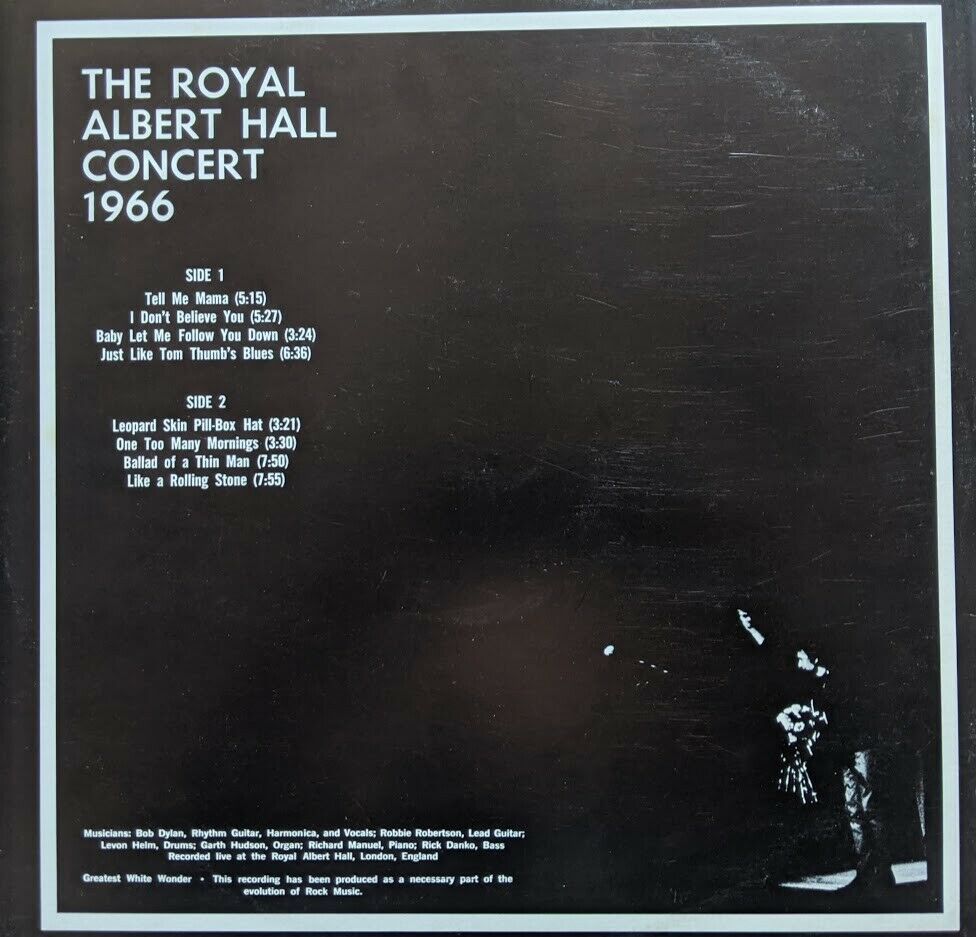 THE ROYAL
ALBERT HALL
CONCERT
1966
SIDE 1
Tell Me Mama (5:15)
I Don't Believe You (5:27)
Baby Let Me Follow You Down (3:24)
Just Like Tom Thumb's Blues (6:36)
SIDE 2
Leopard Skin Pill-Box Hat (3:21)
One Too Many Mornings (3:30)
Ballad of a Thin Man (7:50)
Like a Rolling Stone (7:55)
Musicians: Bob Dylan, Rhythm Guitar, Harmonica, and Vocals; Robbie Robertson, Lead Guitar;
Levon Helm, Drums; Garth Hudson, Organ; Richard Manuel, Piano; Rick Danko, Bass
Recorded live at the Royal Albert Hall, London, England
Greatest White Wonder • This recording has been produced as a necessary part of the
evolution of Rock Music.